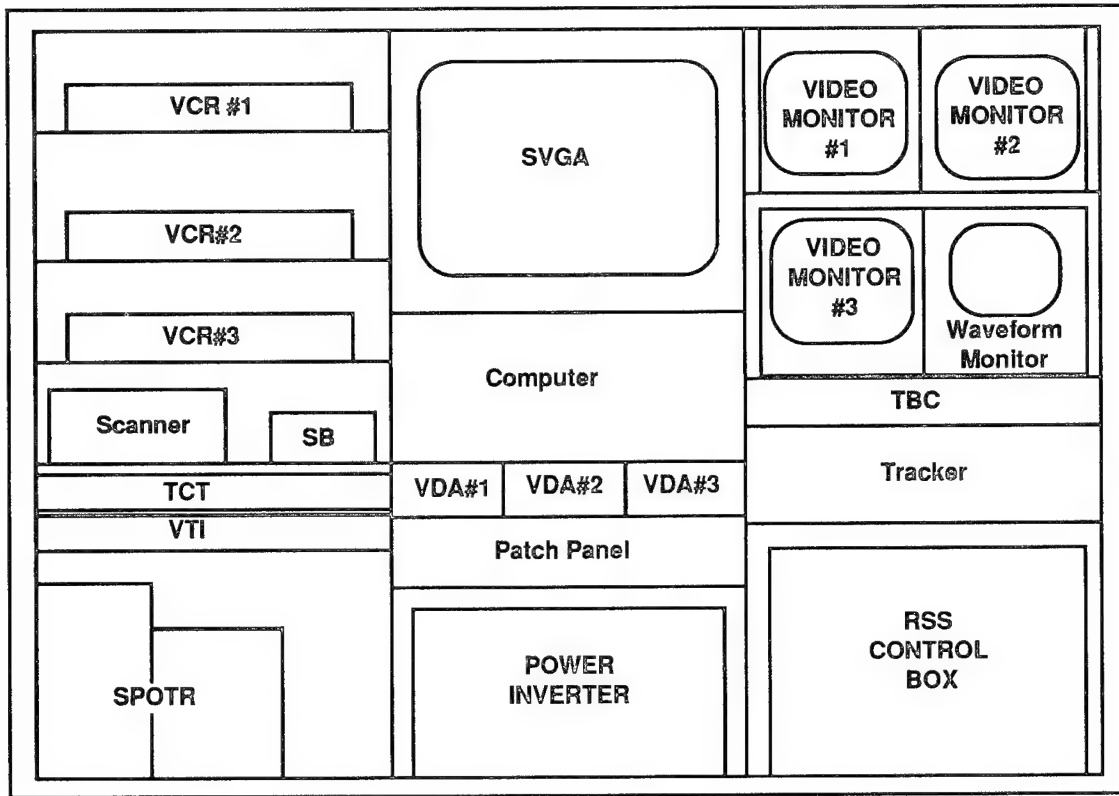 VCR #1
VCR#2
VCR#3
Scanner
SB
TCT
VTI
SPOTR
SVGA
Computer
VDA#1
VDA#2
VDA#3
Patch Panel
POWER
INVERTER
VIDEO
MONITOR
#1
VIDEO
MONITOR
#2
VIDEO
MONITOR
#3
Waveform
Monitor
TBC
Tracker
RSS
CONTROL
BOX